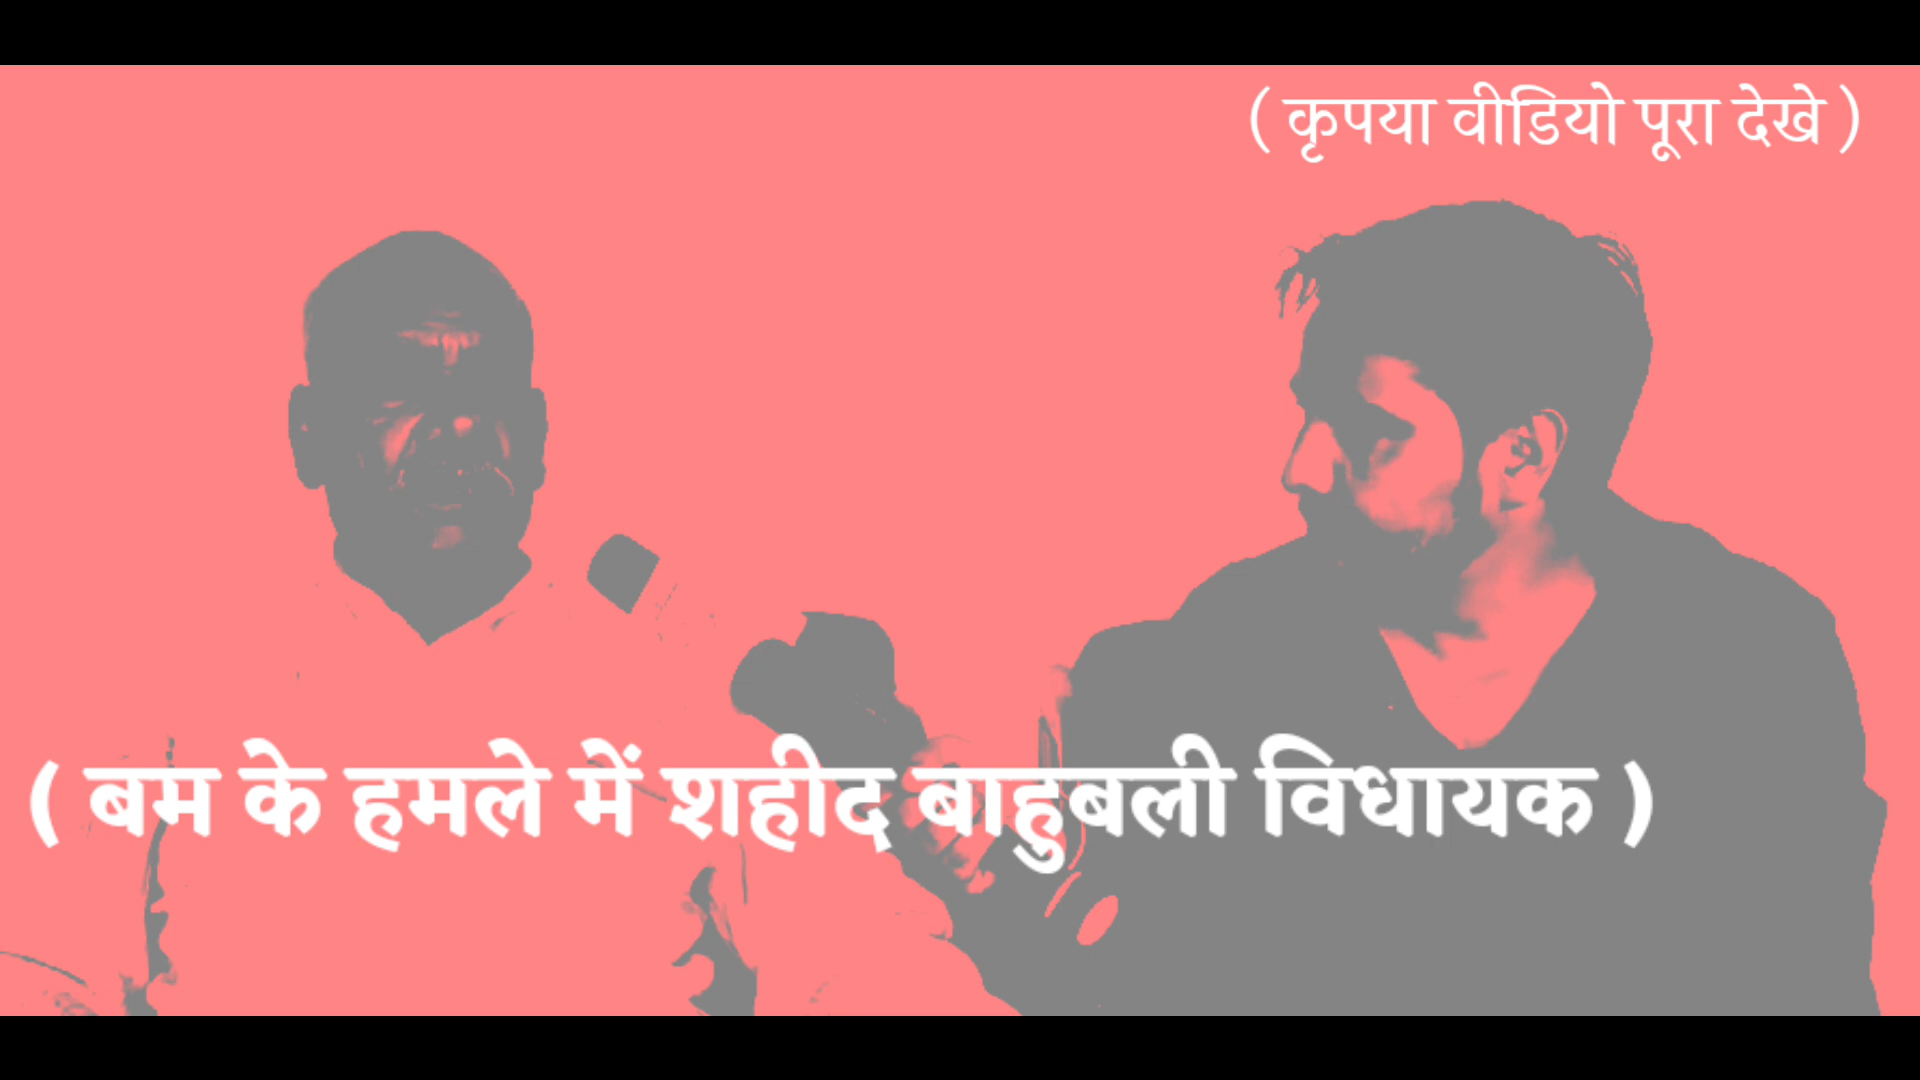 ( कृपया वीडियो पूरा देखे )
( बम के हमले में शहीद बाहुबली विधायक )